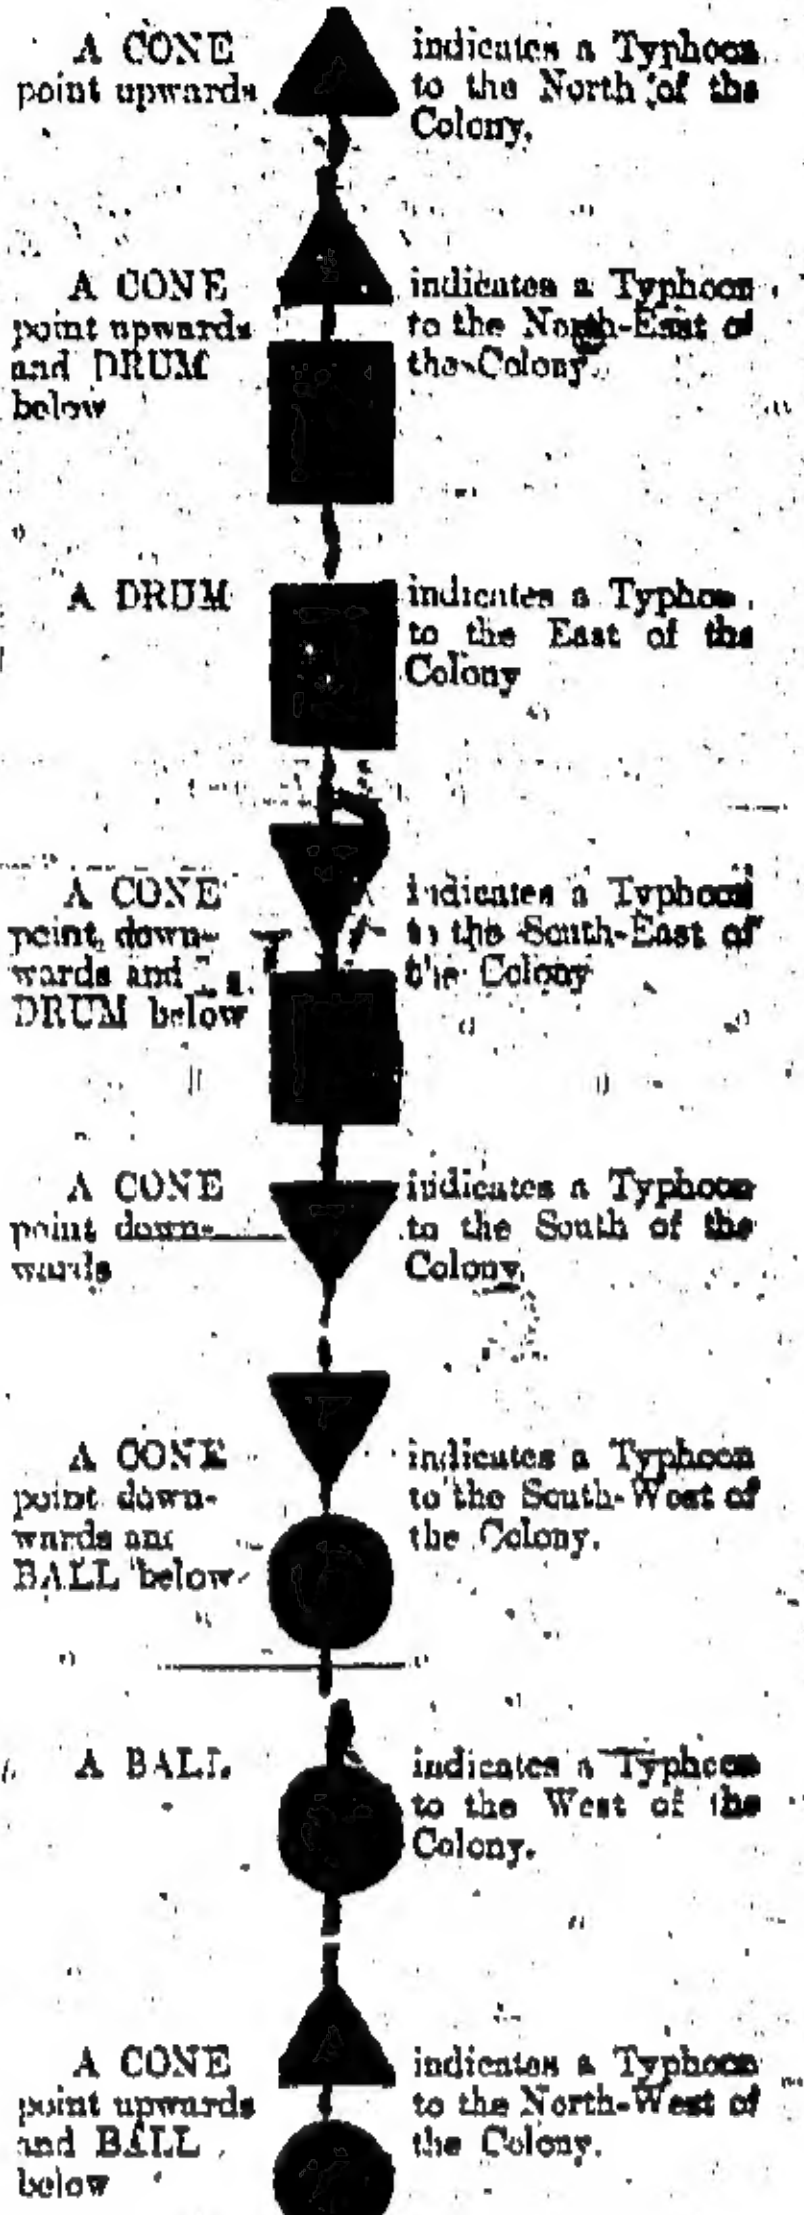 A CONE
point upwards
indicates a Typhoon
to the North of the
Colony.
A CONE
point upwards
and DRUM
below
indicates a Typhoon
to the North-East of
the Colony.
A DRUM
indicates a Typhoo
to the East of the
Colony
A CONE
point down-
wards and
DRUM below
indicates a Typhoon
to the South-East of
the Colony
A CONE
point down-
wards
indicates a Typhoon
to the South of the
Colony.
A CONE
point down-
wards and
BALL below
indicates a Typhoon
to the South-West of
the Colony.
A BALL
indicates a Typhoon
to the West of the
Colony.
A CONE
point upwards
and BALL
below
indicates a Typhoon
to the North-West of
the Colony.